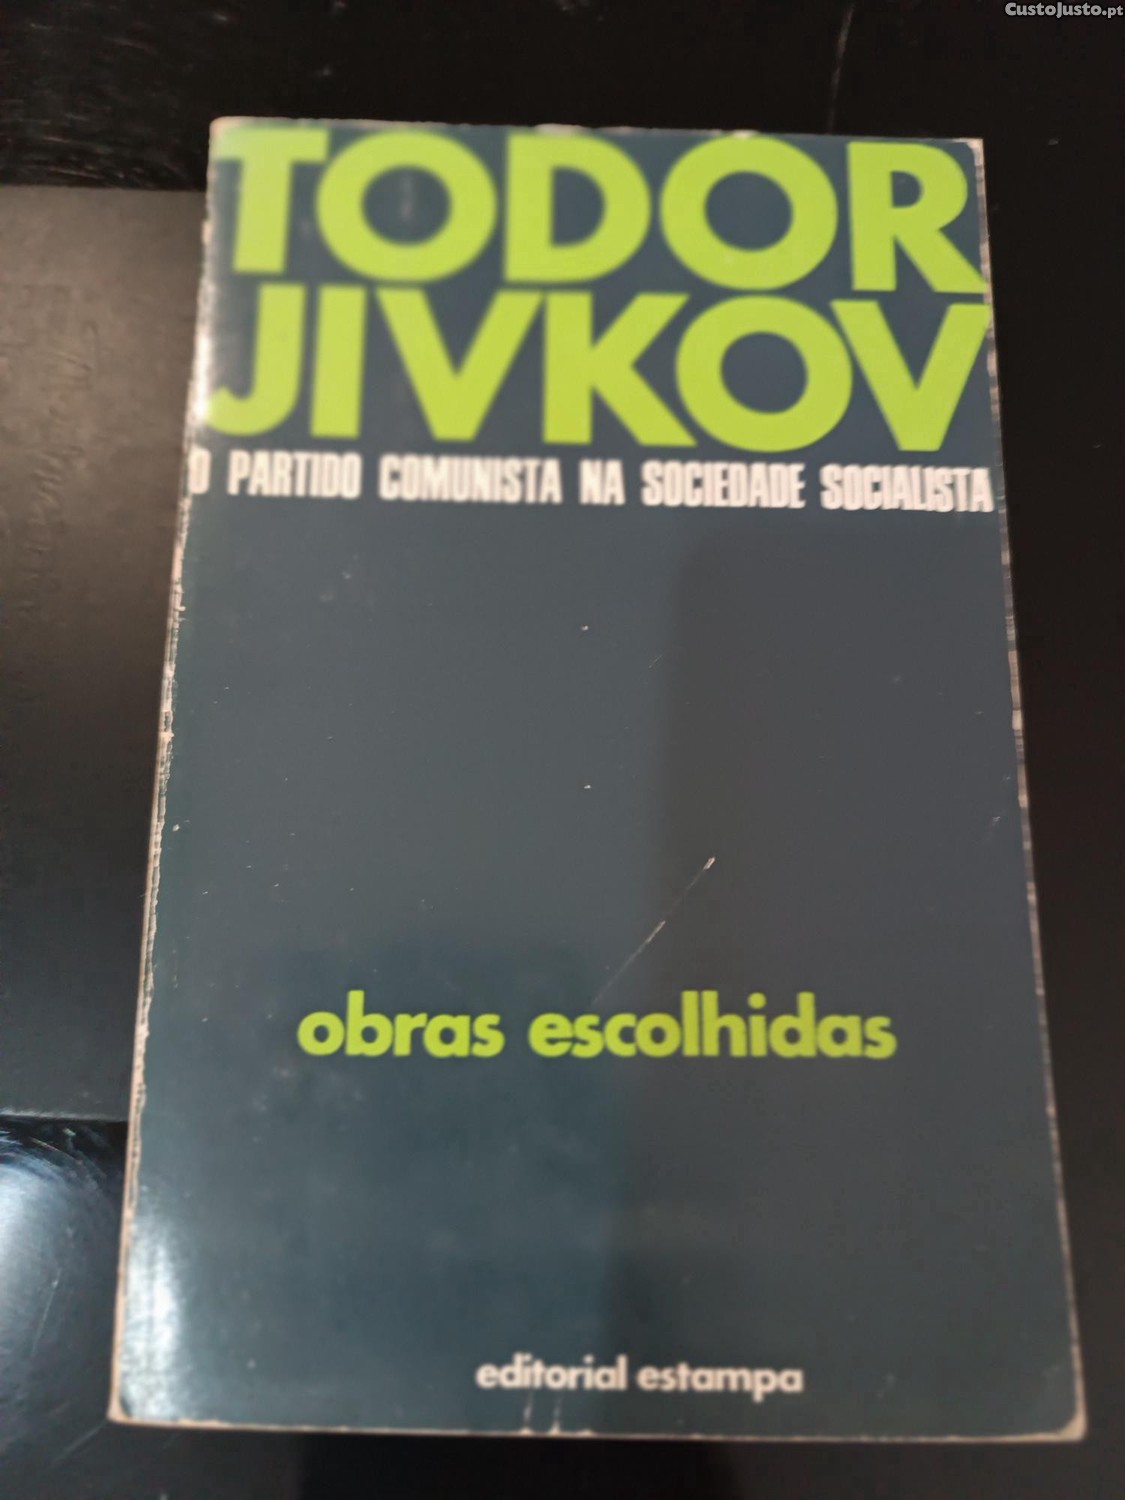 CustoJusto.pt
TODOR
JIVKOV
O PARTIDO COMUNISTA NA SOCIEDADE SOCIALISTA
obras escolhidas
editorial estampa